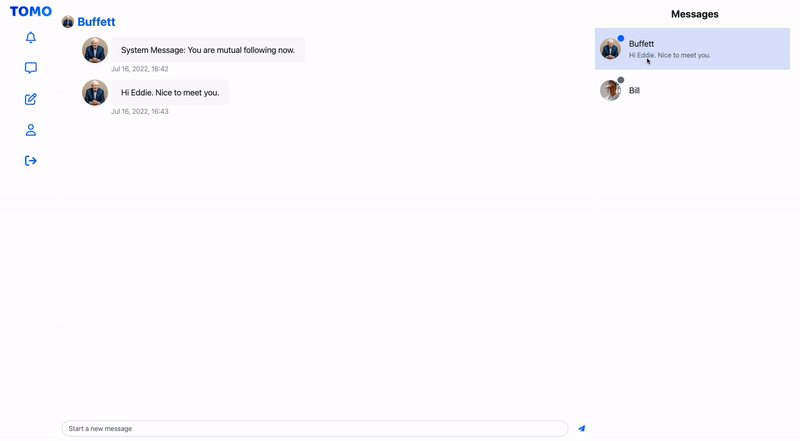 TOMO
Buffett
System Message: You are mutual following now.
Jul 16, 2022, 16:42
Hi Eddie. Nice to meet you.
Jul 16, 2022, 16:43
Start a new message
Messages
Buffett
Hi Eddie. Nice to meet you.
Bill